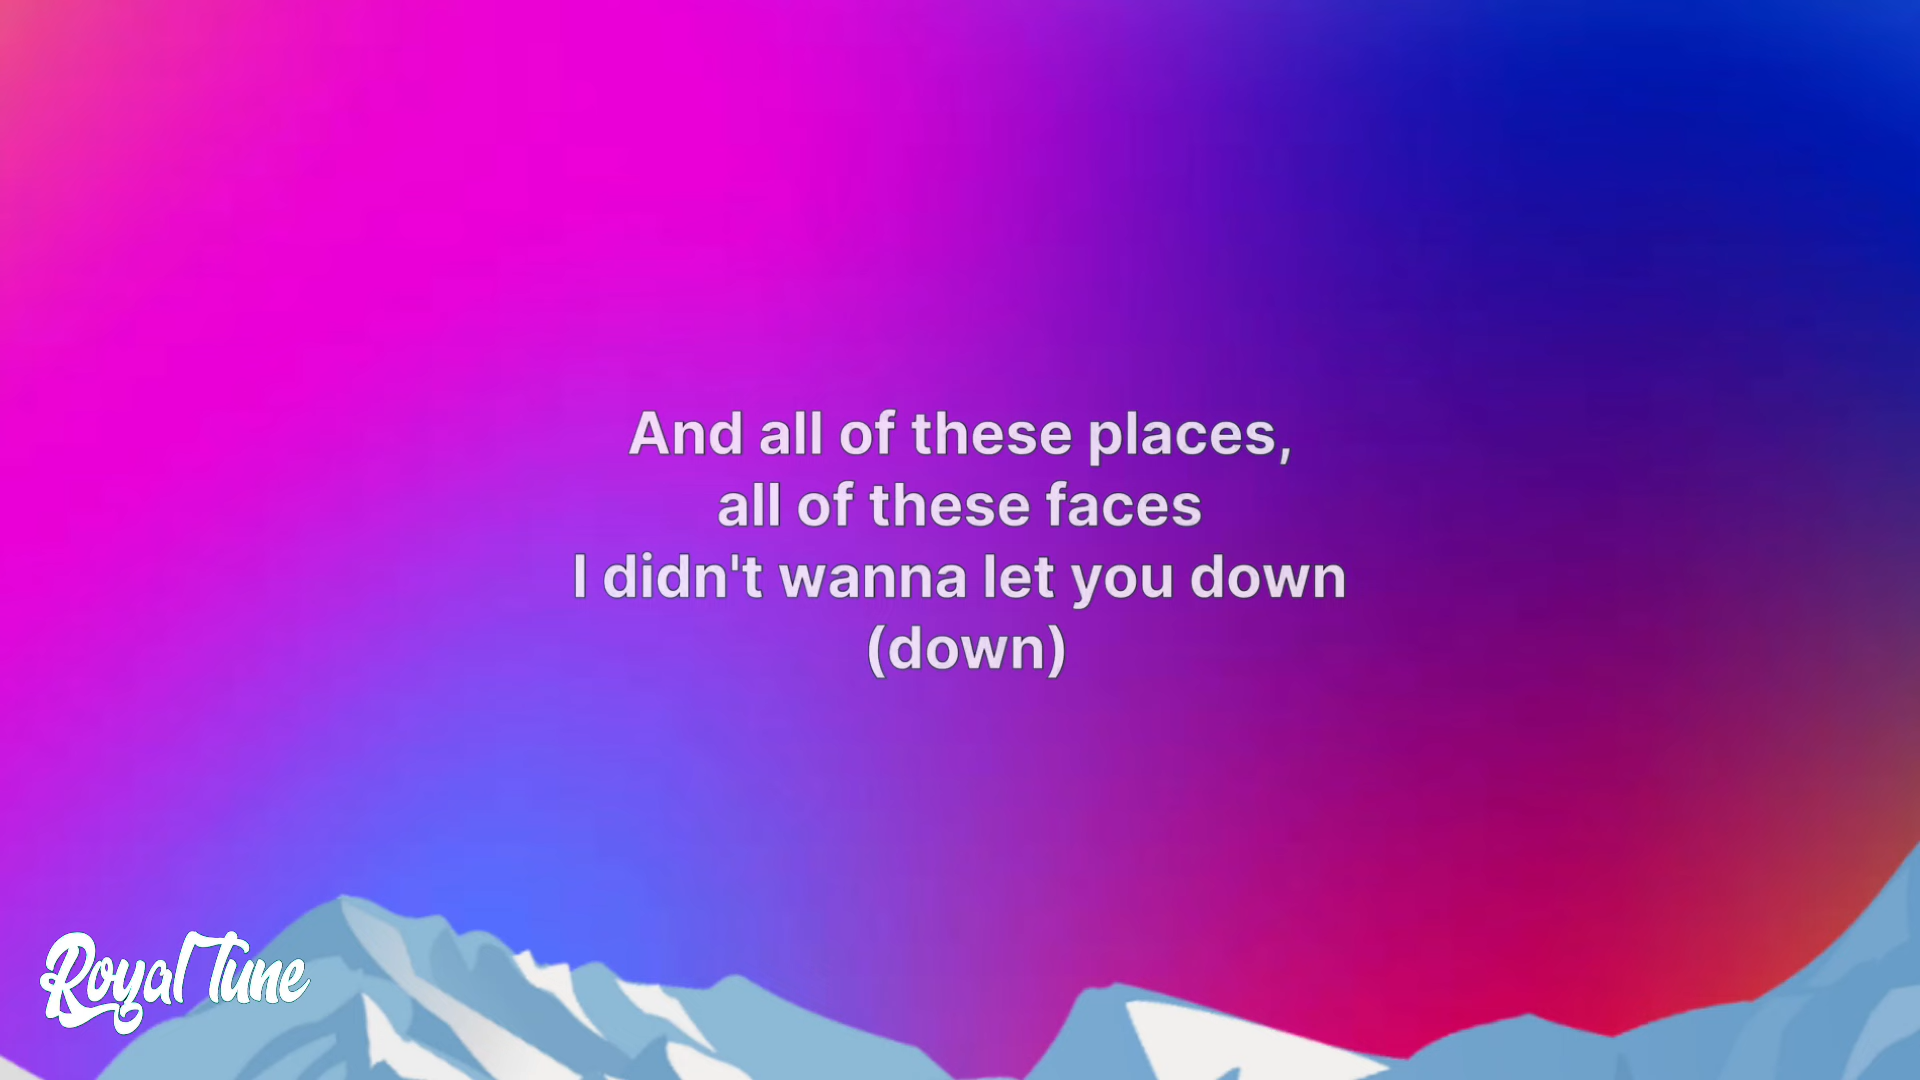 And all of these places,
all of these faces
I didn't wanna let you down
(down)
Royal Tune